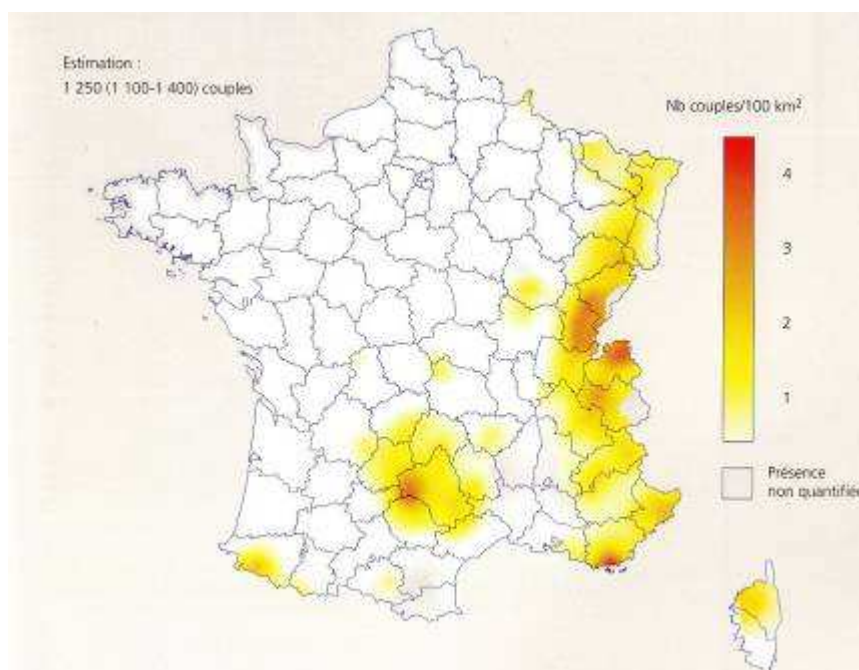 Estimation :
1 250 (1 100-1 400) couples
Nb couples/100 km²
4
3
2
1
Présence
non quantifiée